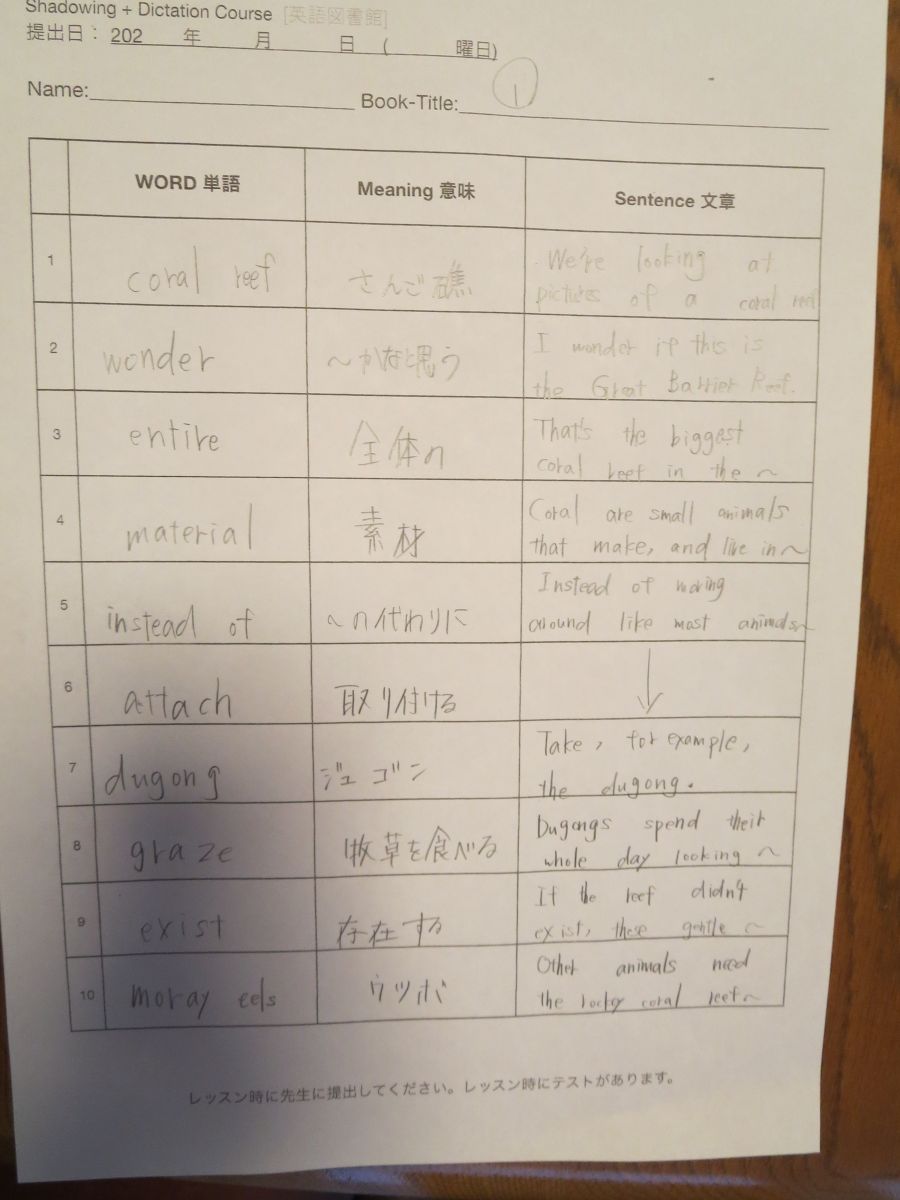 Shadowing + Dictation Course [英語図書館]
提出日： 202 年 月 日 ( 曜日)
Name: Book-Title: 1
WORD 単語 Meaning 意味 Sentence 文章
1 coral reef さんご礁 We're looking at
pictures of a coral reef
2 wonder 〜かなと思う I wonder if this is
the Great Barrier Reef.
3 entire 全体の That's the biggest
coral reef in the 〜
4 material 素材 Coral are small animals
that make, and live in〜
5 instead of 〜の代わりに Instead of moving
around like most animals〜
6 attach 取り付ける ↓
7 dugong ジュゴン Take, for example,
the dugong.
8 graze 牧草を食べる Dugongs spend their
whole day looking 〜
9 exist 存在する If the reef didn't
exist, these gentle 〜
10 moray eels ウツボ Other animals need
the rocky coral reef〜
レッスン時に先生に提出してください。レッスン時にテストがあります。